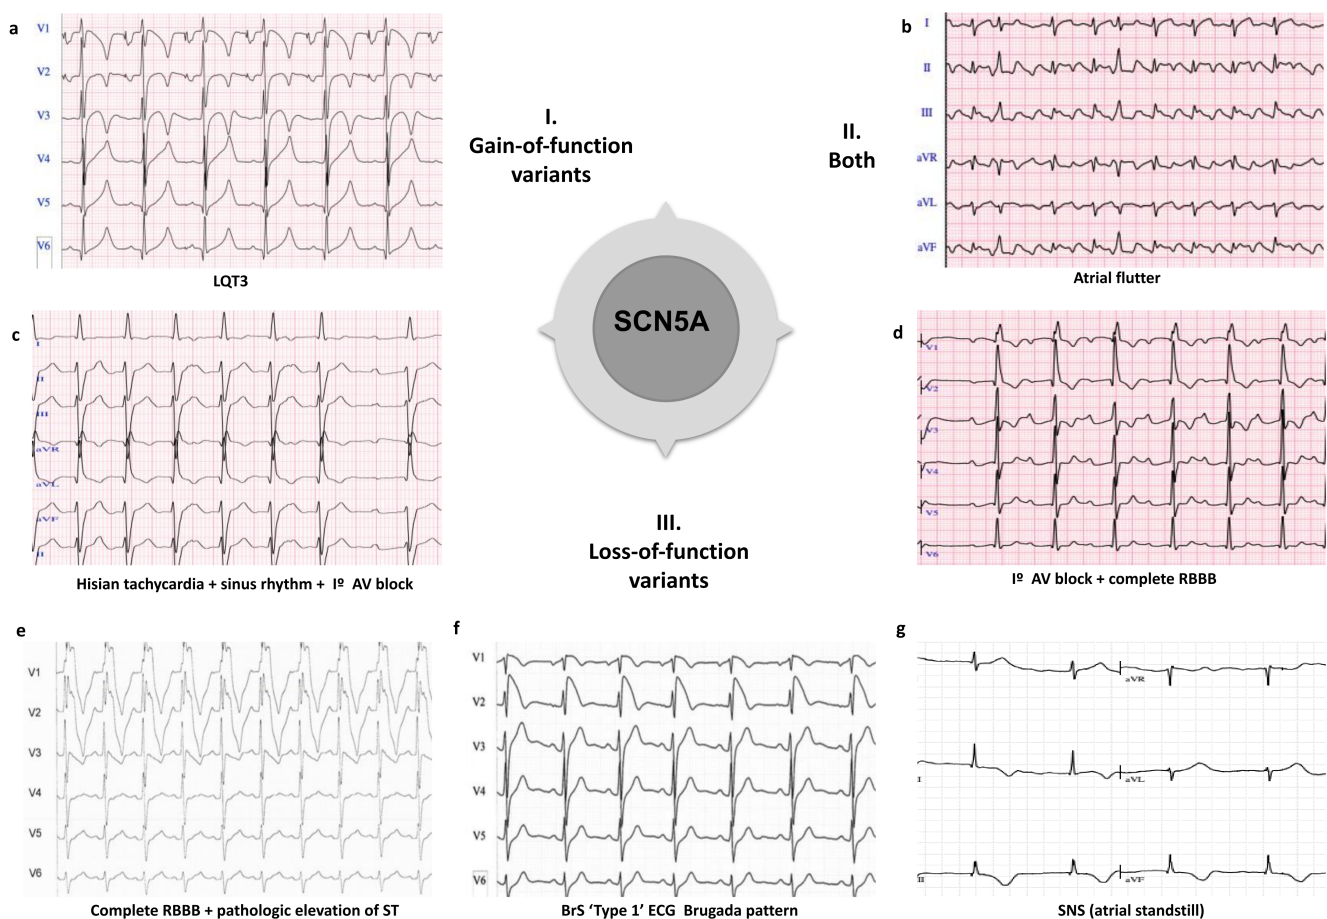 a
V1
V2
V3
V4
V5
V6
LQT3
I.
Gain-of-function
variants
II.
Both
b
I
II
III
aVR
aVL
aVF
Atrial flutter
SCN5A
c
I
II
III
aVR
aVL
aVF
II
Hisian tachycardia + sinus rhythm + Iº AV block
d
V1
V2
V3
V4
V5
V6
Iº AV block + complete RBBB
III.
Loss-of-function
variants
e
V1
V2
V3
V4
V5
V6
Complete RBBB + pathologic elevation of ST
f
V1
V2
V3
V4
V5
V6
BrS ‘Type 1’ ECG Brugada pattern
g
aVR
I
aVL
II
aVF
SNS (atrial standstill)